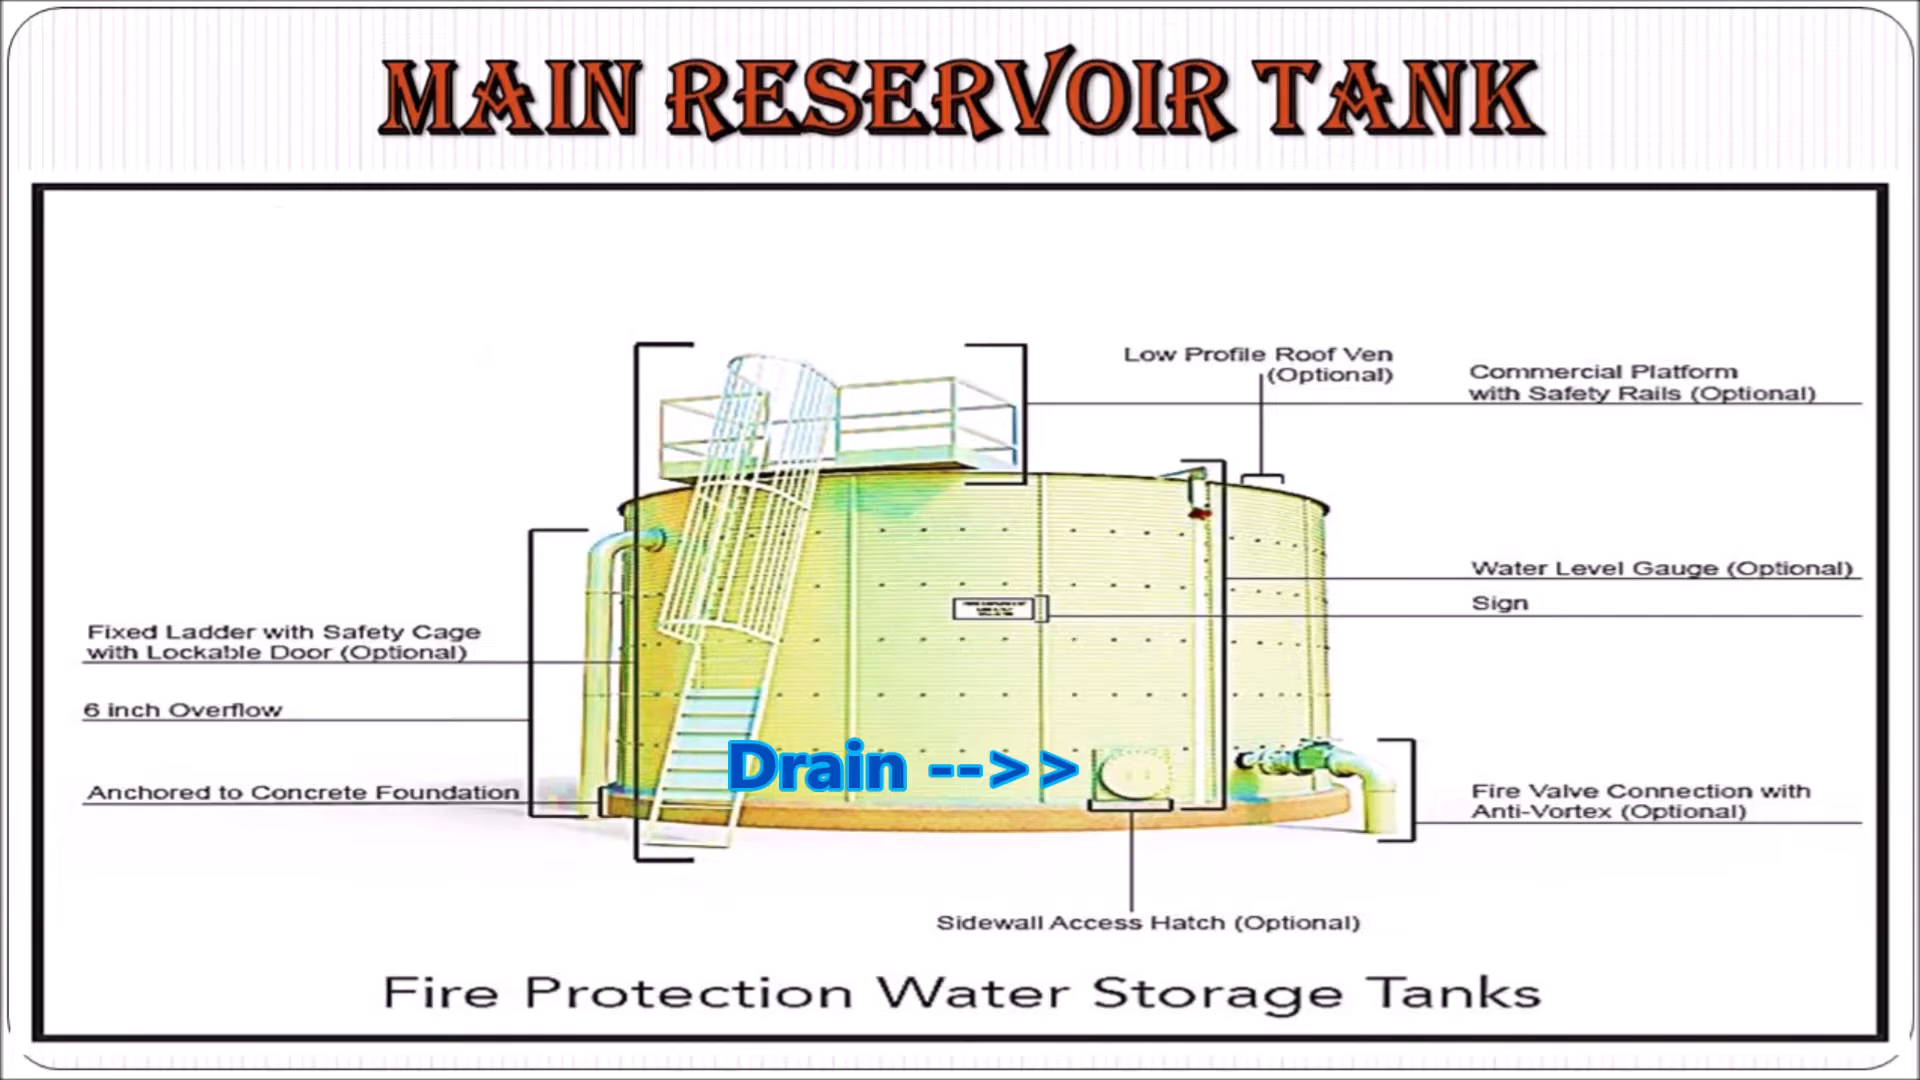 MAIN RESERVOIR TANK
Low Profile Roof Ven
(Optional)
Commercial Platform
with Safety Rails (Optional)
Water Level Gauge (Optional)
Sign
Fixed Ladder with Safety Cage
with Lockable Door (Optional)
6 inch Overflow
Drain -->>
Anchored to Concrete Foundation
Fire Valve Connection with
Anti-Vortex (Optional)
Sidewall Access Hatch (Optional)
Fire Protection Water Storage Tanks